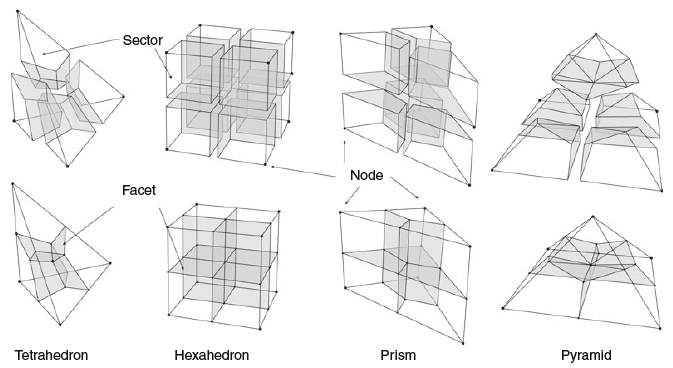 Sector
Node
Facet
Tetrahedron
Hexahedron
Prism
Pyramid